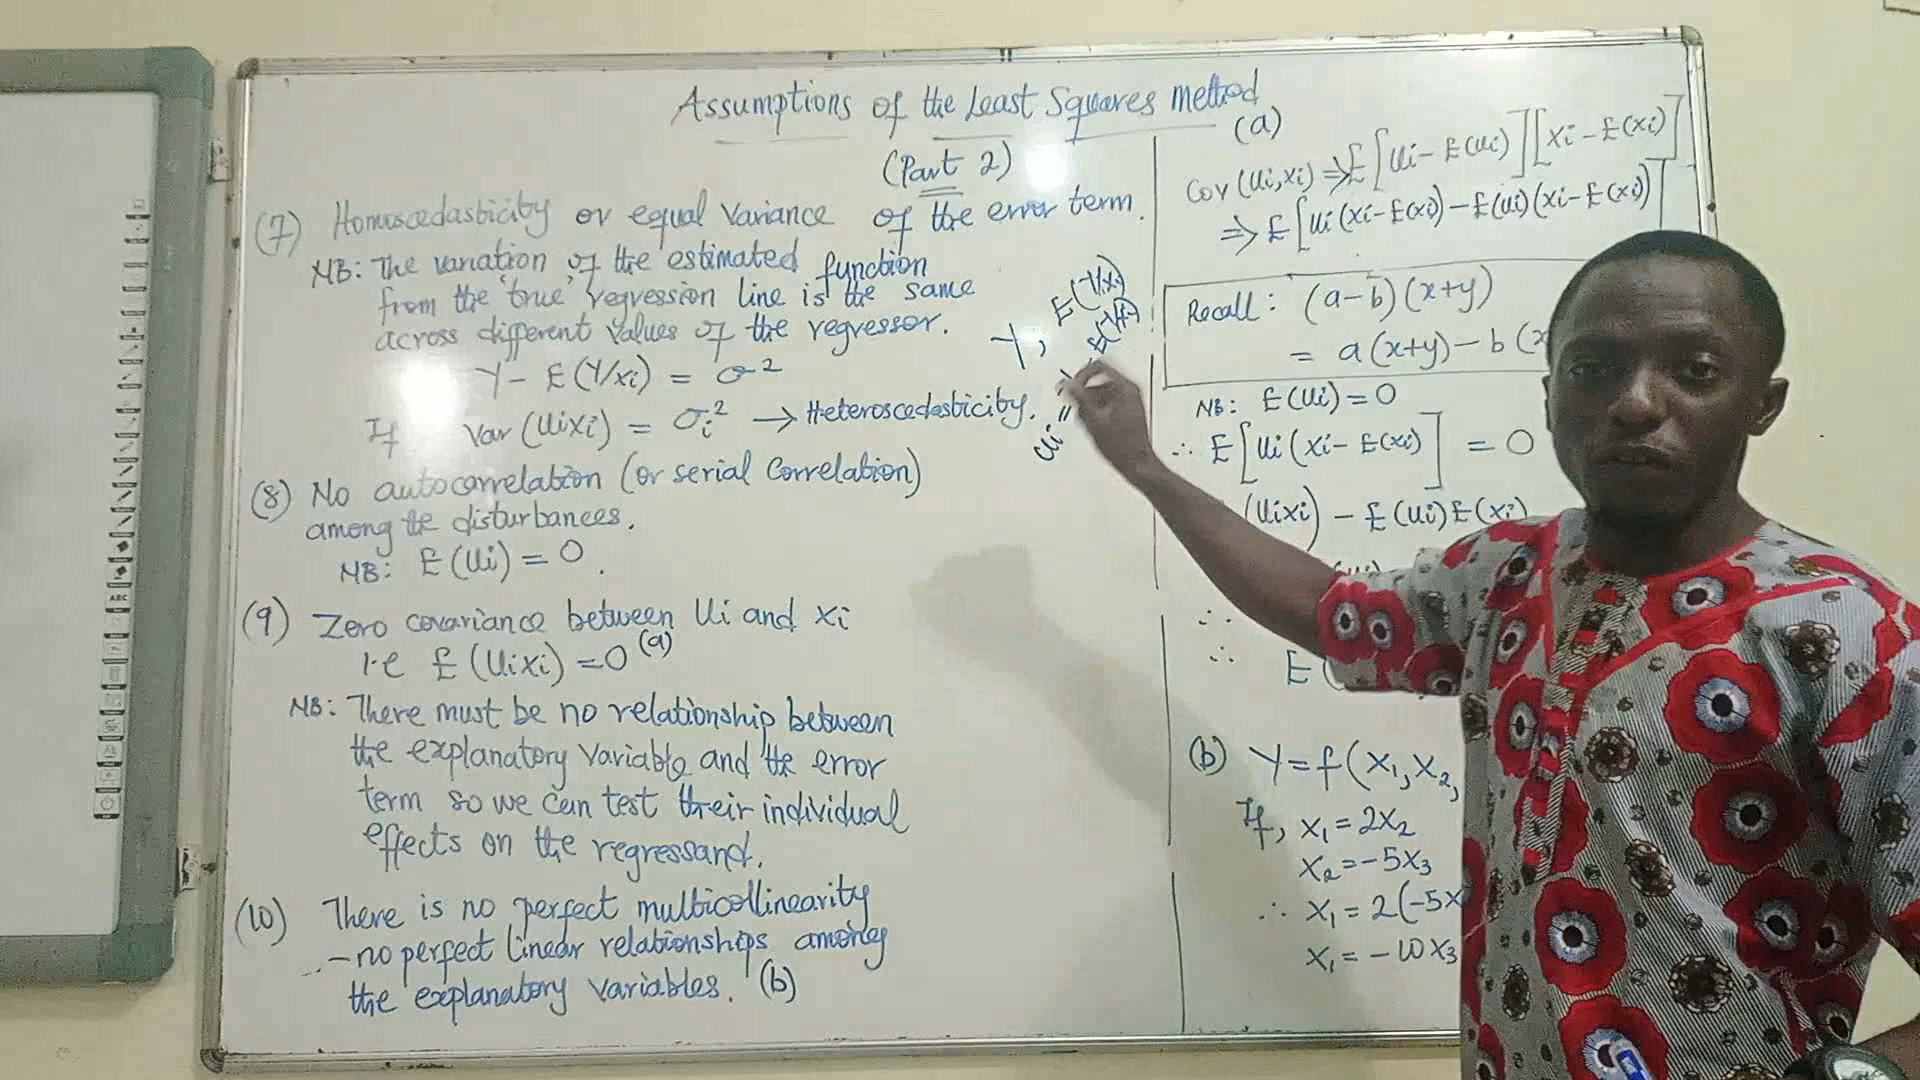 Assumptions of the Least Squares method
(Part 2)
(7) Homoscedasticity or equal variance of the error term.
NB: The variation of the estimated function
from the 'true' regression line is the same
across different values of the regressor.
Y - E(Y/xi) = σ²
If Var (Uixi) = σi² → Heteroscedasticity.
(8) No autocorrelation (or serial correlation)
among the disturbances.
NB: E(Ui) = 0.
(9) Zero covariance between Ui and xi
i.e E(Uixi) = 0 (a)
NB: There must be no relationship between
the explanatory variable and the error
term so we can test their individual
effects on the regressand.
(10) There is no perfect multicollinearity
- no perfect linear relationships among
the explanatory variables. (b)
Y, E(Y/xi)
Ui = Y - E(Y/xi)
(a)
Cov (Ui,xi) ⇒ E[Ui - E(Ui)][xi - E(xi)]
⇒ E[Ui(xi - E(xi)) - E(Ui)(xi - E(xi))]
Recall: (a-b)(x+y)
= a(x+y) - b(x
NB: E(Ui) = 0
∴ E[Ui(xi - E(xi)] = 0
(Uixi) - E(Ui)E(xi)
∴
∴ E(
(b) Y = f(x₁, x₂,
If, x₁ = 2x₂
x₂ = -5x₃
∴ x₁ = 2(-5x
x₁ = -10x₃
ABC